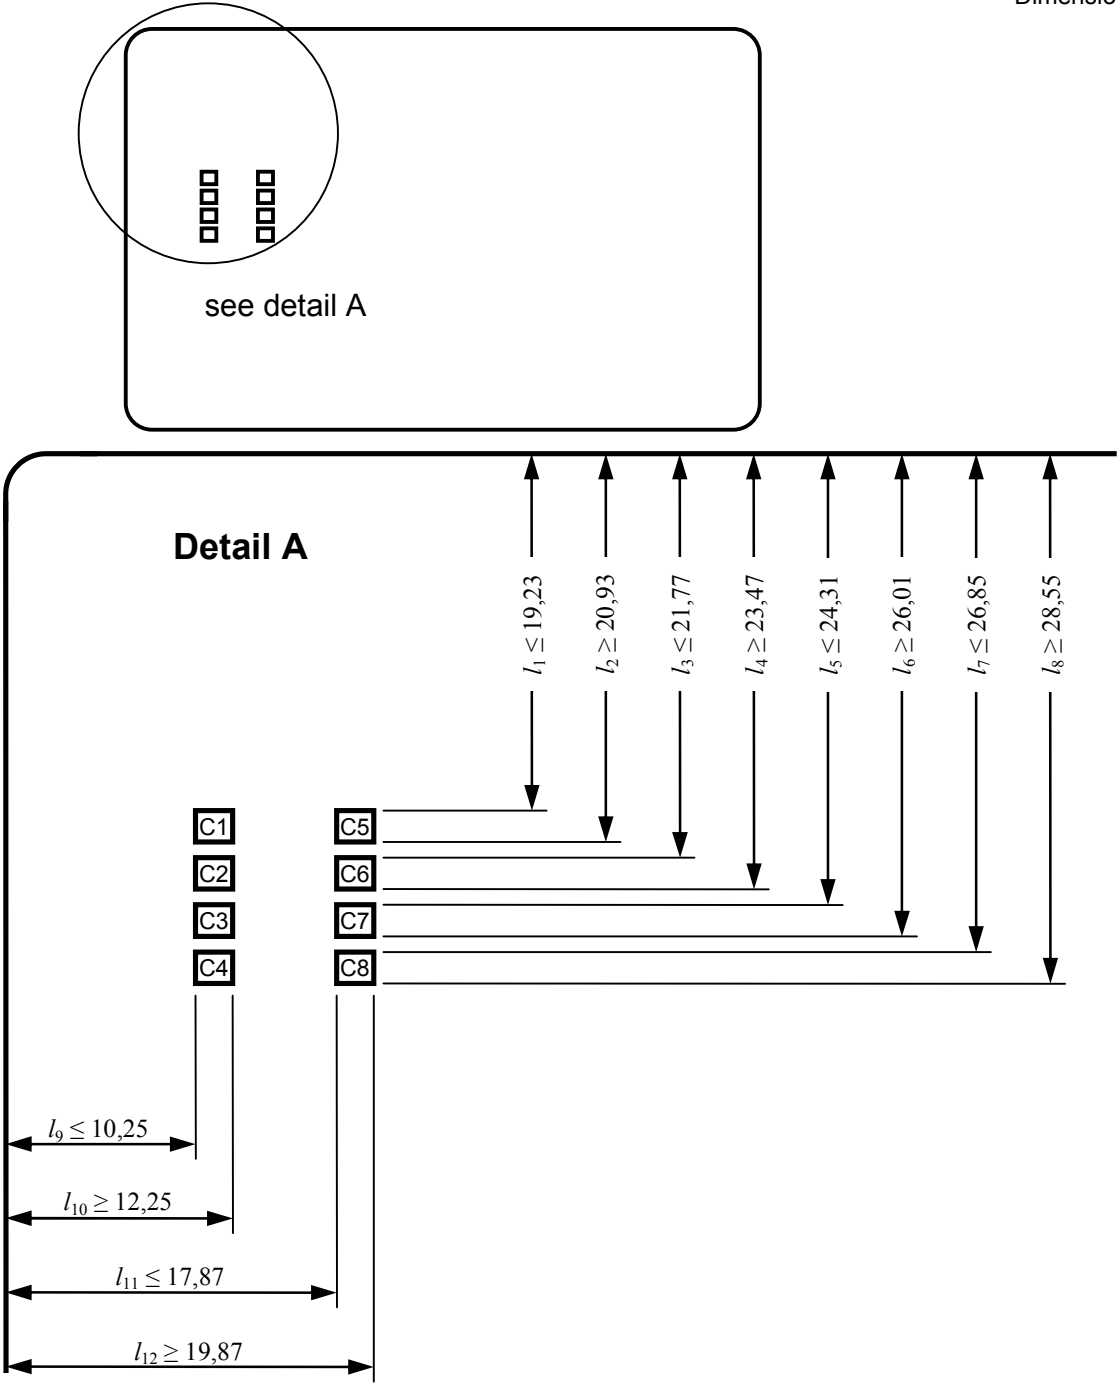 see detail A
Detail A
l1 ≤ 19,23
l2 ≥ 20,93
l3 ≤ 21,77
l4 ≥ 23,47
l5 ≤ 24,31
l6 ≥ 26,01
l7 ≤ 26,85
l8 ≥ 28,55
C1 C5
C2 C6
C3 C7
C4 C8
l9 ≤ 10,25
l10 ≥ 12,25
l11 ≤ 17,87
l12 ≥ 19,87